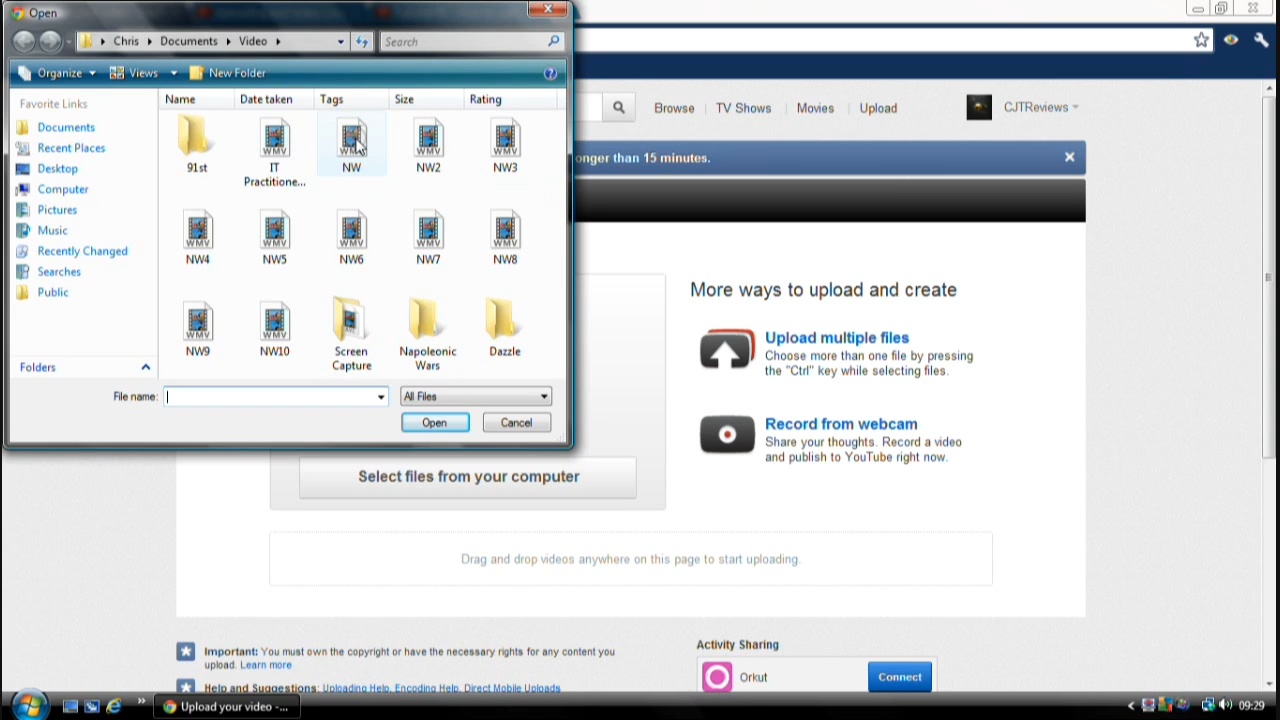 Open
Chris Documents Video
Search
Organize Views New Folder
Favorite Links
Documents
Recent Places
Desktop
Computer
Pictures
Music
Recently Changed
Searches
Public
Folders
Name Date taken Tags Size Rating
91st
IT
Practitione...
NW
NW2
NW3
NW4
NW5
NW6
NW7
NW8
NW9
NW10
Screen
Capture
Napoleonic
Wars
Dazzle
File name:
All Files
Open Cancel
Browse TV Shows Movies Upload
CJTReviews
onger than 15 minutes.
Select files from your computer
More ways to upload and create
Upload multiple files
Choose more than one file by pressing
the "Ctrl" key while selecting files.
Record from webcam
Share your thoughts. Record a video
and publish to YouTube right now.
Drag and drop videos anywhere on this page to start uploading.
Important: You must own the copyright or have the necessary rights for any content you
upload. Learn more
Help and Suggestions: Uploading Help, Encoding Help, Direct Mobile Uploads
Activity Sharing
Orkut
Connect
Upload your video -...
09:29